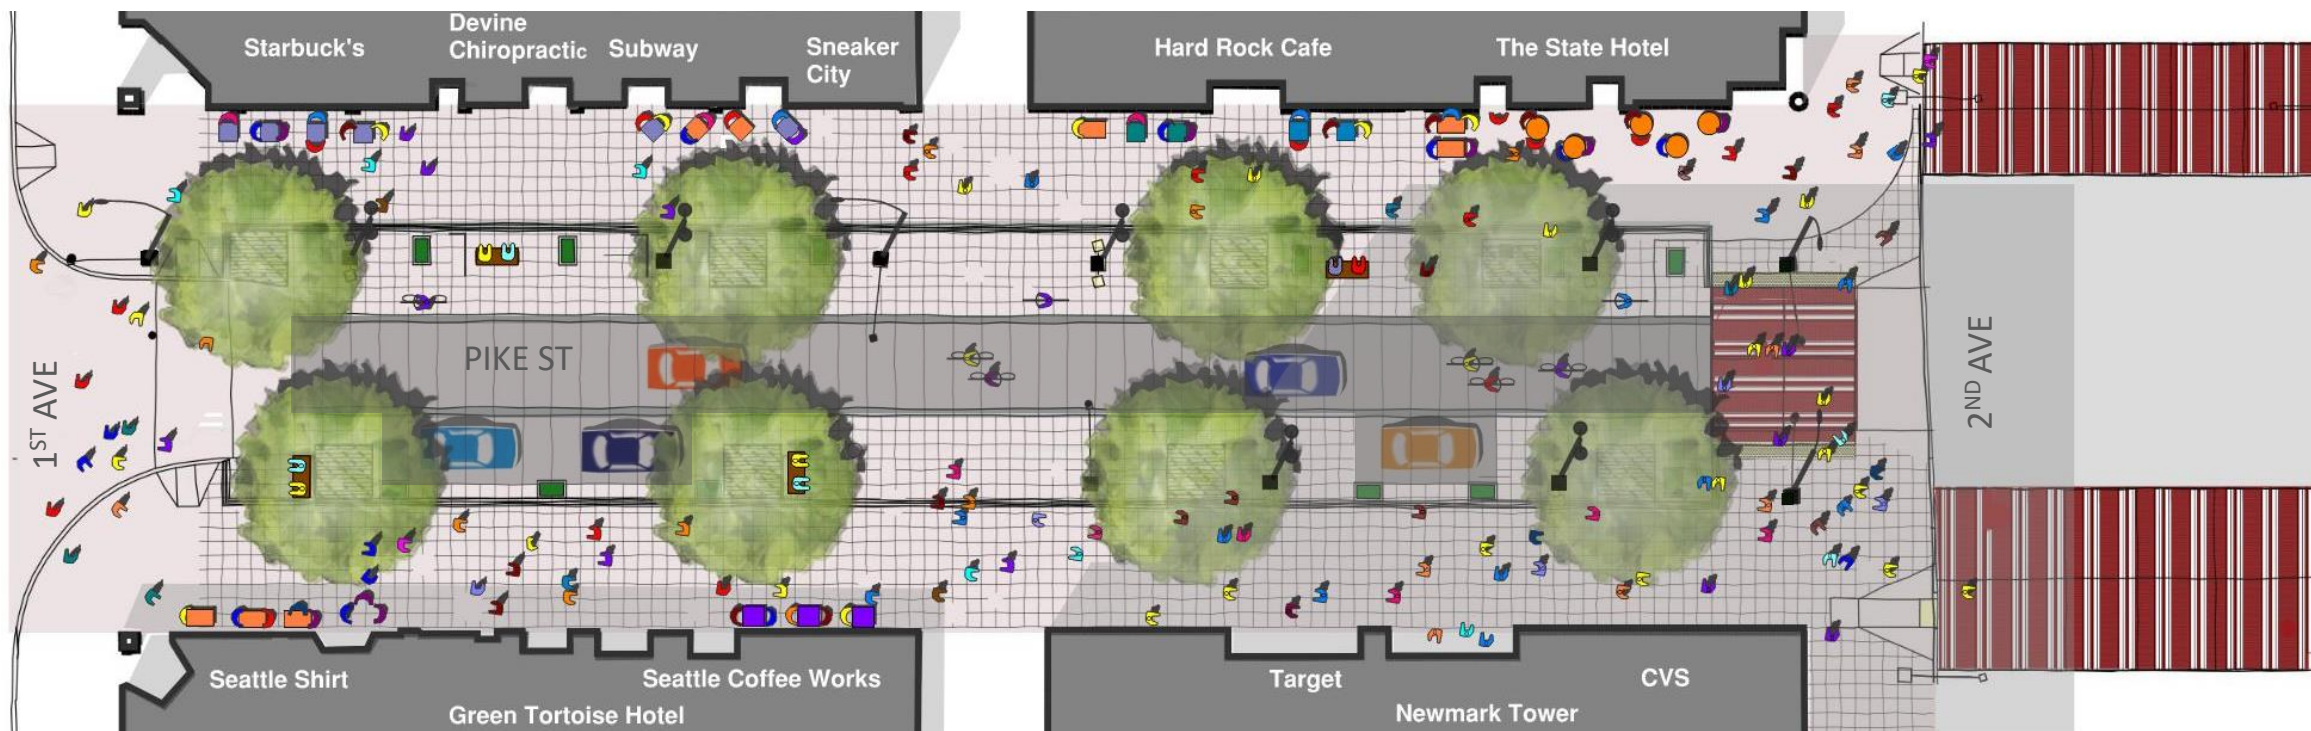 Starbuck's
Devine
Chiropractic
Subway
Sneaker
City
Hard Rock Cafe
The State Hotel
1ST AVE
PIKE ST
2ND AVE
Seattle Shirt
Green Tortoise Hotel
Seattle Coffee Works
Target
CVS
Newmark Tower